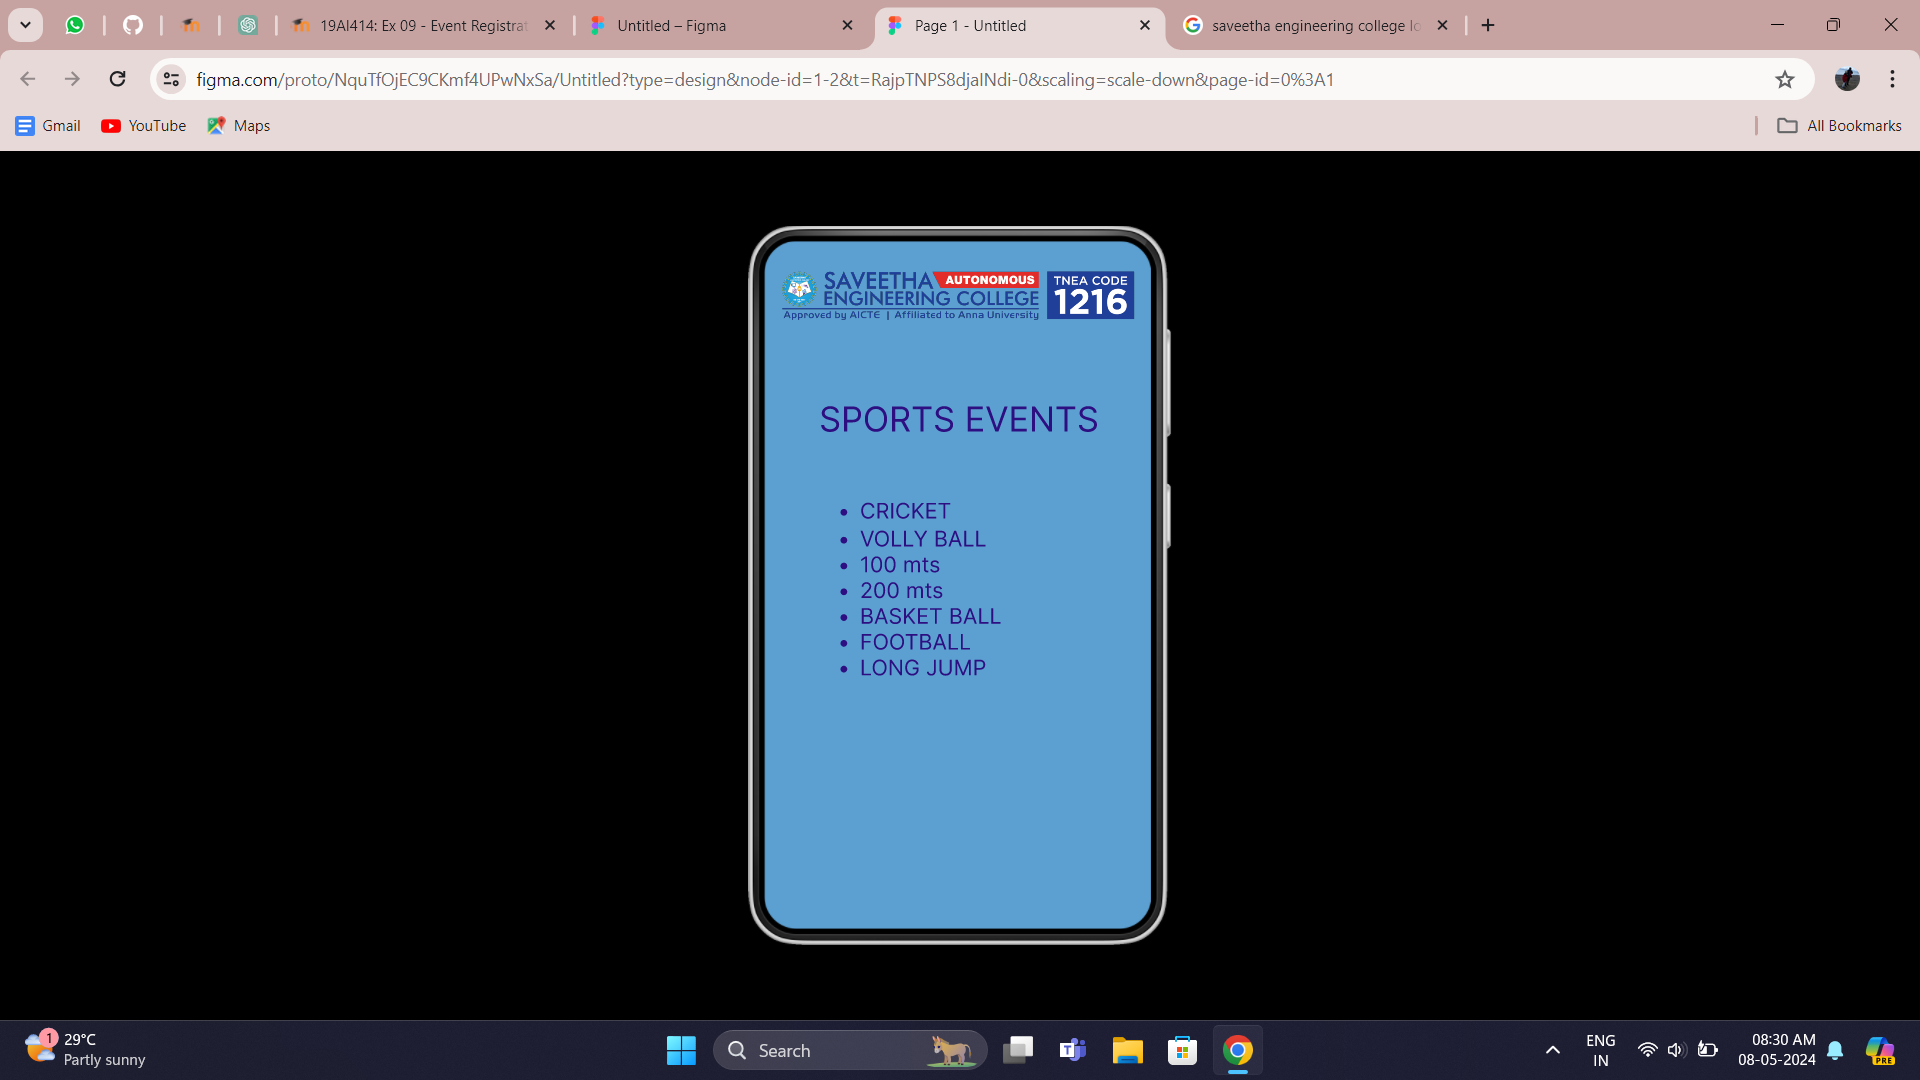 19AI414: Ex 09 - Event Registrat
Untitled – Figma
Page 1 - Untitled
saveetha engineering college lo
figma.com/proto/NquTfOjEC9CKmf4UPwNxSa/Untitled?type=design&node-id=1-2&t=RajpTNPS8djaINdi-0&scaling=scale-down&page-id=0%3A1
Gmail
YouTube
Maps
All Bookmarks
SAVEETHA AUTONOMOUS
ENGINEERING COLLEGE
Approved by AICTE | Affiliated to Anna University
TNEA CODE
1216
SPORTS EVENTS
• CRICKET
• VOLLY BALL
• 100 mts
• 200 mts
• BASKET BALL
• FOOTBALL
• LONG JUMP
1
29°C
Partly sunny
Search
ENG
IN
08:30 AM
08-05-2024
PRE